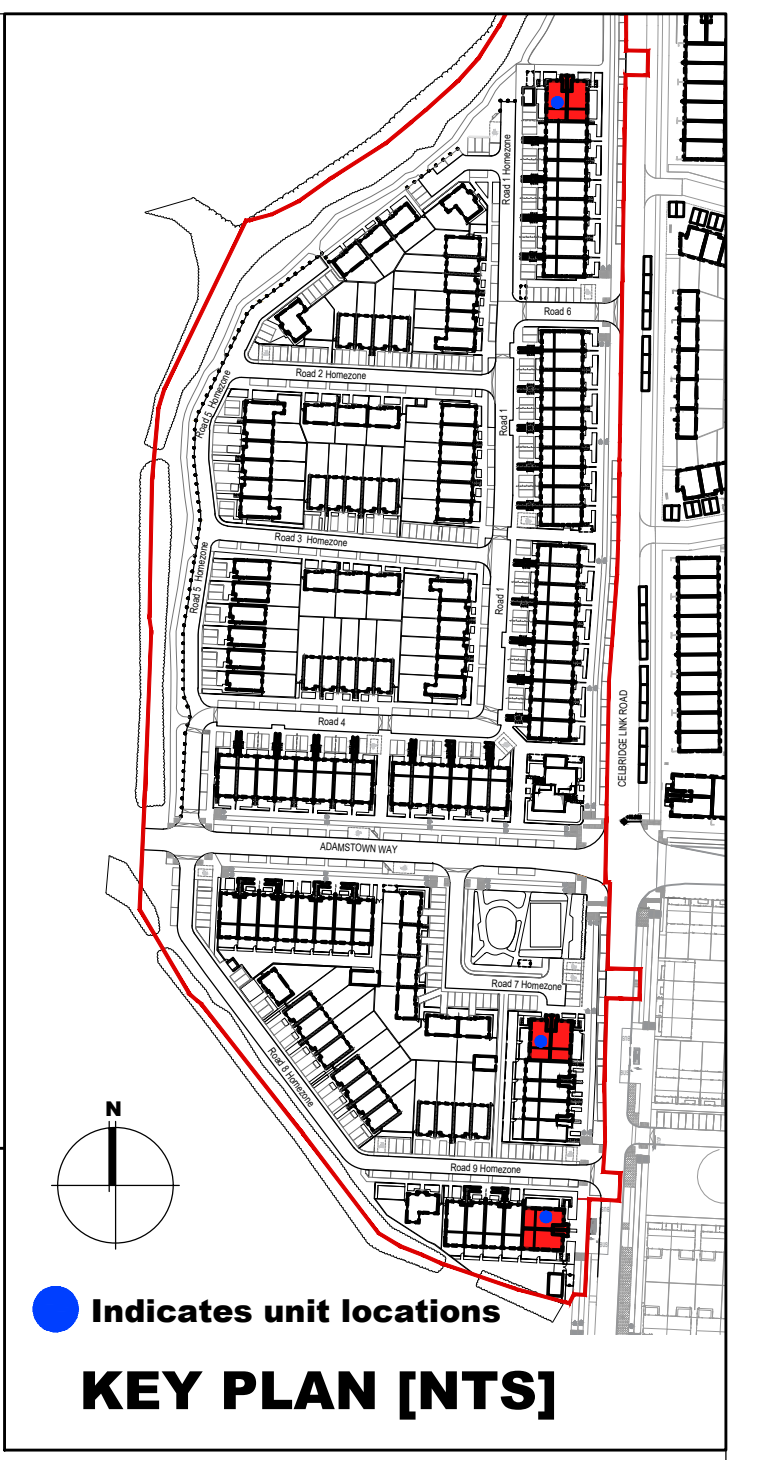 Road 1 Homezone
Road 6
Road 2 Homezone
Road 5 Homezone
Road 1
Road 3 Homezone
Road 5 Homezone
Road 1
CELBRIDGE LINK ROAD
Road 4
ADAMSTOWN WAY
Road 7 Homezone
Road 8 Homezone
N
Road 9 Homezone
Indicates unit locations
KEY PLAN [NTS]